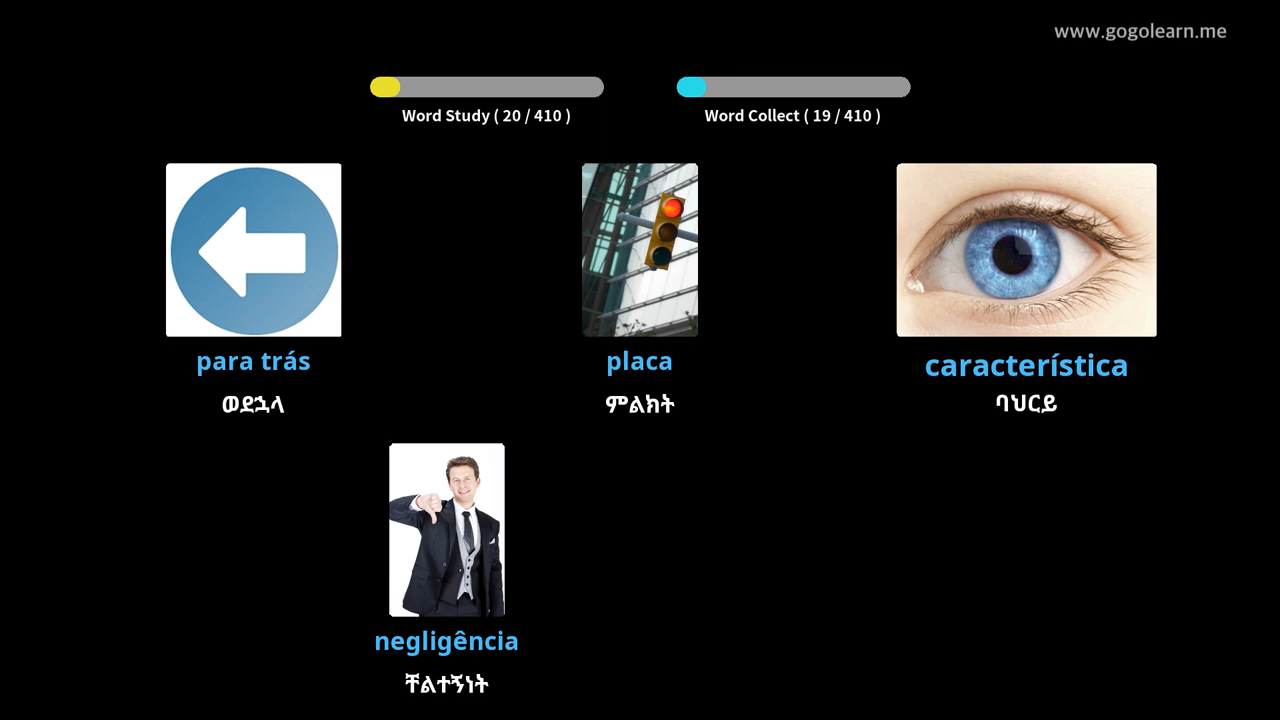 www.gogolearn.me
Word Study ( 20 / 410 )
Word Collect ( 19 / 410 )
para trás
placa
característica
ወደኋላ
ምልክት
ባህርይ
negligência
ቸልተኝነት